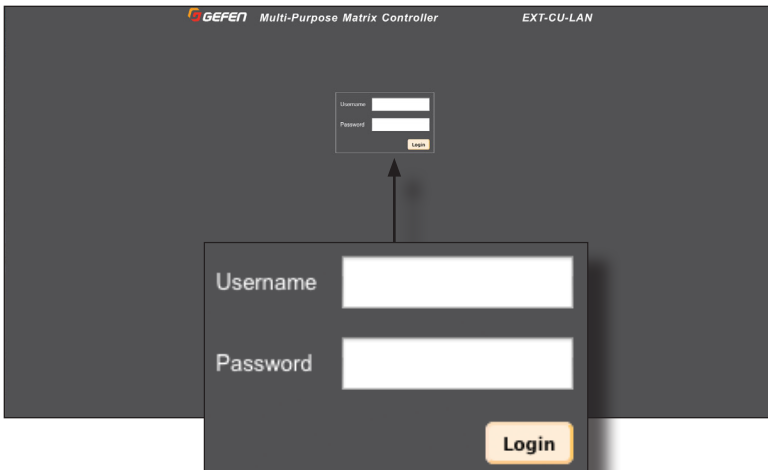 GEFEN Multi-Purpose Matrix Controller EXT-CU-LAN
Username
Password
Login
Username
Password
Login